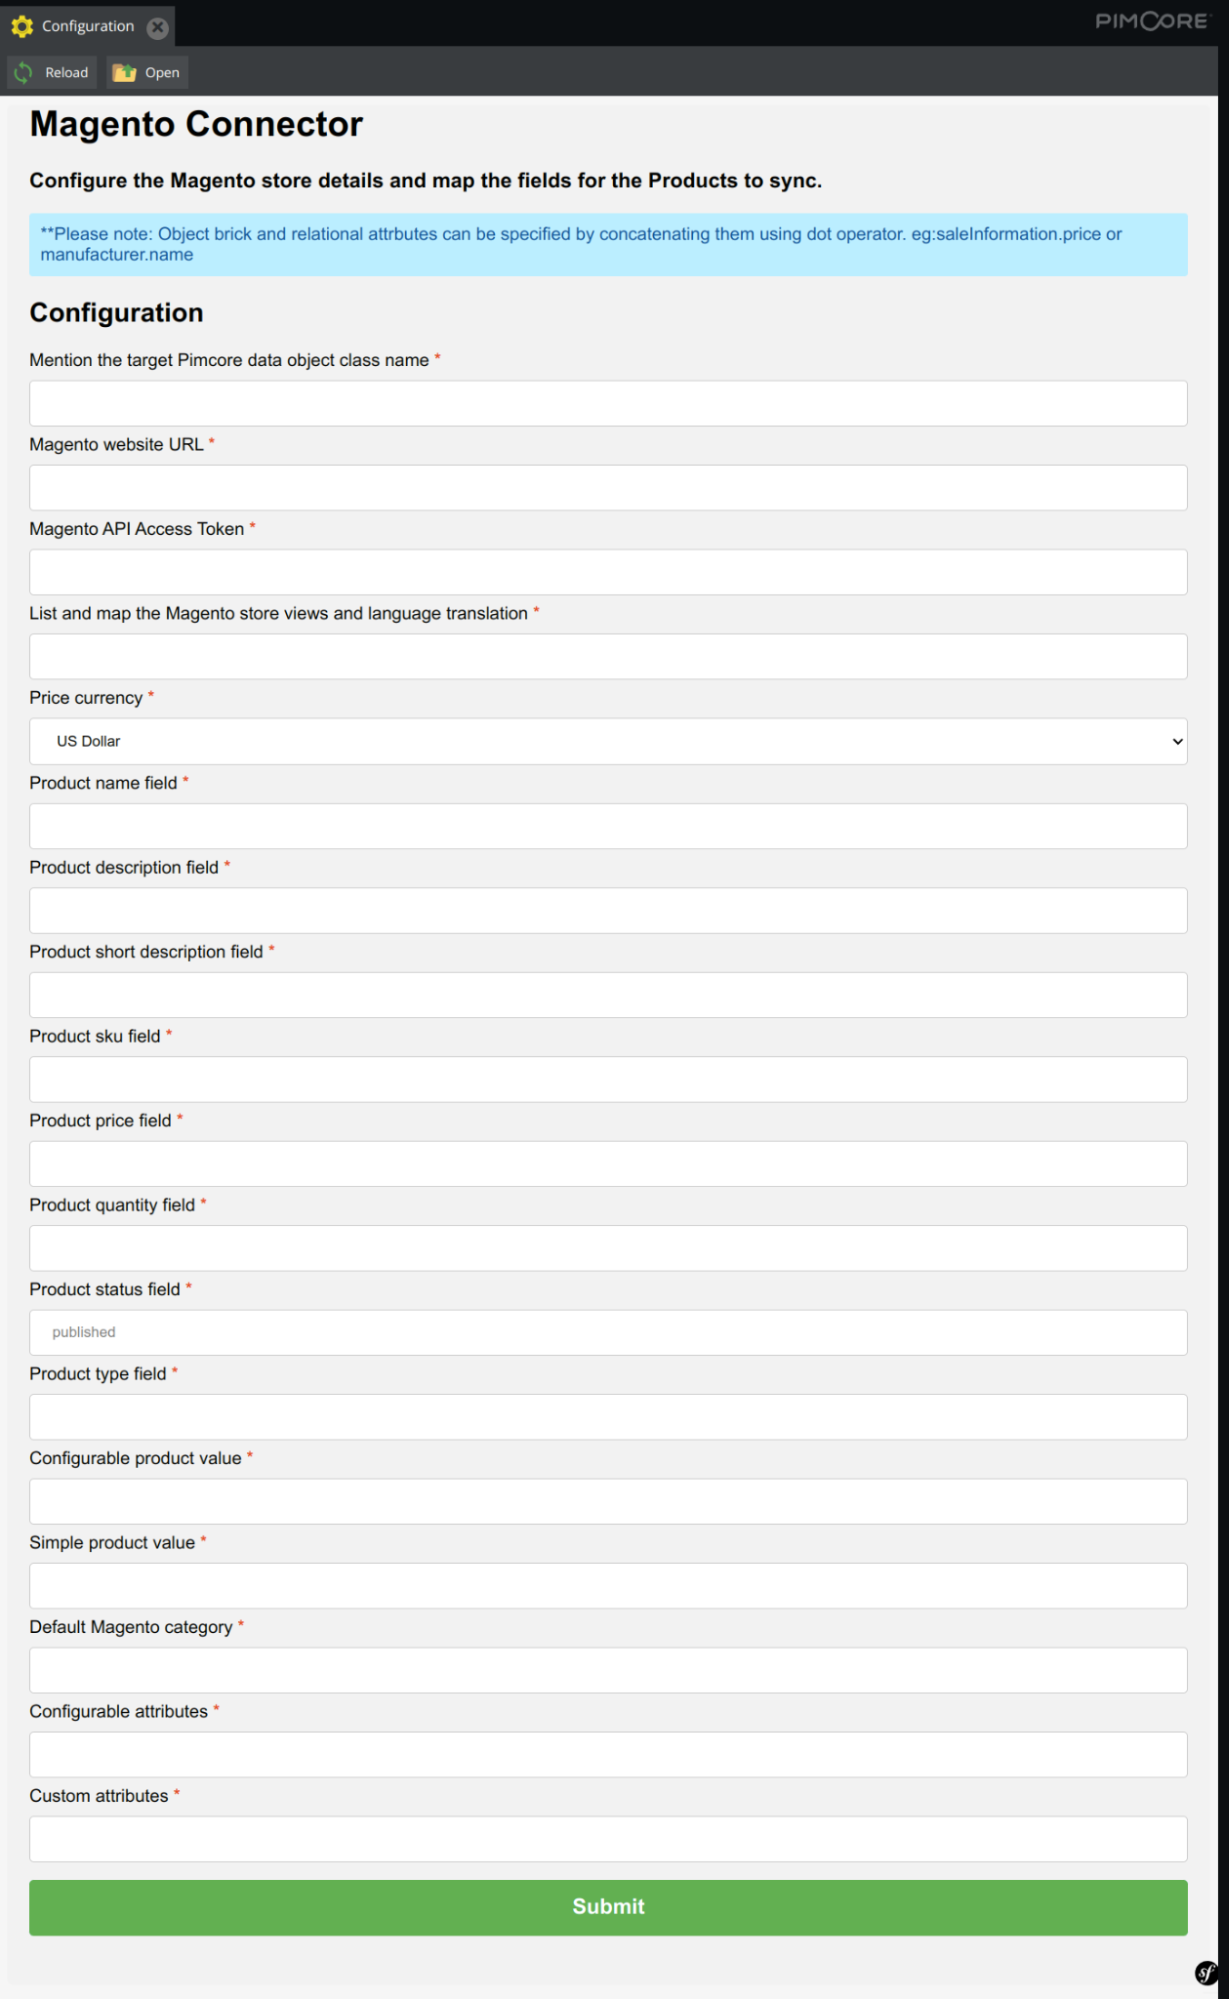 Configuration
PIMCORE
Reload
Open
Magento Connector
Configure the Magento store details and map the fields for the Products to sync.
**Please note: Object brick and relational attrbutes can be specified by concatenating them using dot operator. eg:saleInformation.price or
manufacturer.name
Configuration
Mention the target Pimcore data object class name *
Magento website URL *
Magento API Access Token *
List and map the Magento store views and language translation *
Price currency *
US Dollar
Product name field *
Product description field *
Product short description field *
Product sku field *
Product price field *
Product quantity field *
Product status field *
published
Product type field *
Configurable product value *
Simple product value *
Default Magento category *
Configurable attributes *
Custom attributes *
Submit
sf